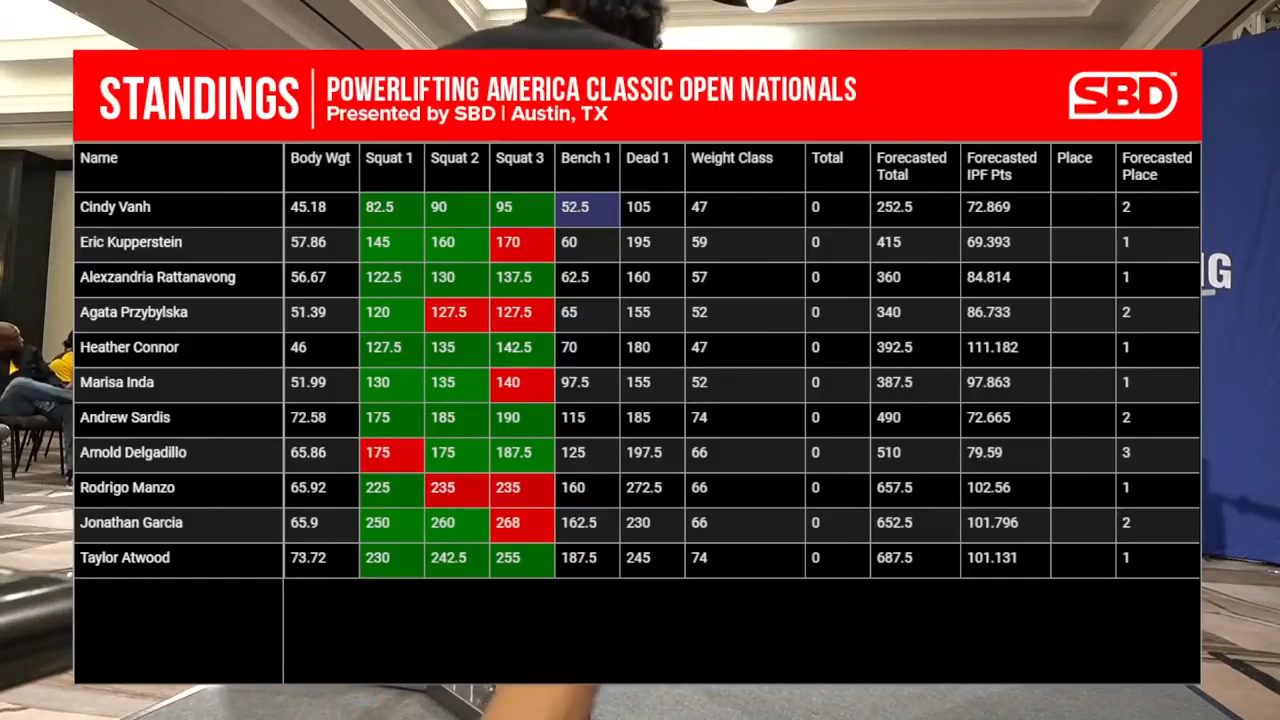 STANDINGS
POWERLIFTING AMERICA CLASSIC OPEN NATIONALS
Presented by SBD | Austin, TX
SBD™
Name Body Wgt Squat 1 Squat 2 Squat 3 Bench 1 Dead 1 Weight Class Total Forecasted Total Forecasted IPF Pts Place Forecasted Place
Cindy Vanh 45.18 82.5 90 95 52.5 105 47 0 252.5 72.869 2
Eric Kupperstein 57.86 145 160 170 60 195 59 0 415 69.393 1
Alexzandria Rattanavong 56.67 122.5 130 137.5 62.5 160 57 0 360 84.814 1
Agata Przybylska 51.39 120 127.5 127.5 65 155 52 0 340 86.733 2
Heather Connor 46 127.5 135 142.5 70 180 47 0 392.5 111.182 1
Marisa Inda 51.99 130 135 140 97.5 155 52 0 387.5 97.863 1
Andrew Sardis 72.58 175 185 190 115 185 74 0 490 72.665 2
Arnold Delgadillo 65.86 175 175 187.5 125 197.5 66 0 510 79.59 3
Rodrigo Manzo 65.92 225 235 235 160 272.5 66 0 657.5 102.56 1
Jonathan Garcia 65.9 250 260 268 162.5 230 66 0 652.5 101.796 2
Taylor Atwood 73.72 230 242.5 255 187.5 245 74 0 687.5 101.131 1